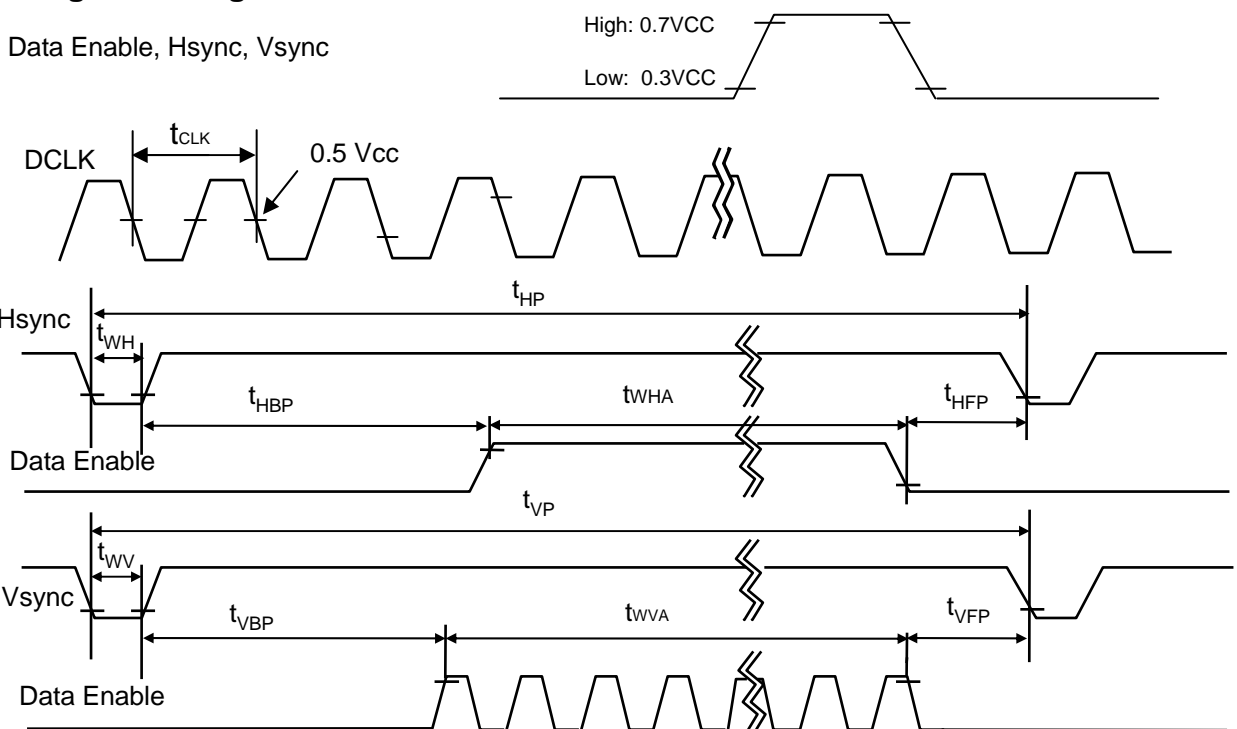 Data Enable, Hsync, Vsync
High: 0.7VCC
Low: 0.3VCC
DCLK
tCLK
0.5 Vcc
tHP
Hsync
tWH
tHBP
tWHA
tHFP
Data Enable
tVP
tWV
Vsync
tVBP
tWVA
tVFP
Data Enable